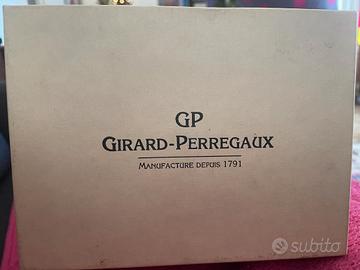 GP
GIRARD-PERREGAUX
MANUFACTURE DEPUIS 1791
subito